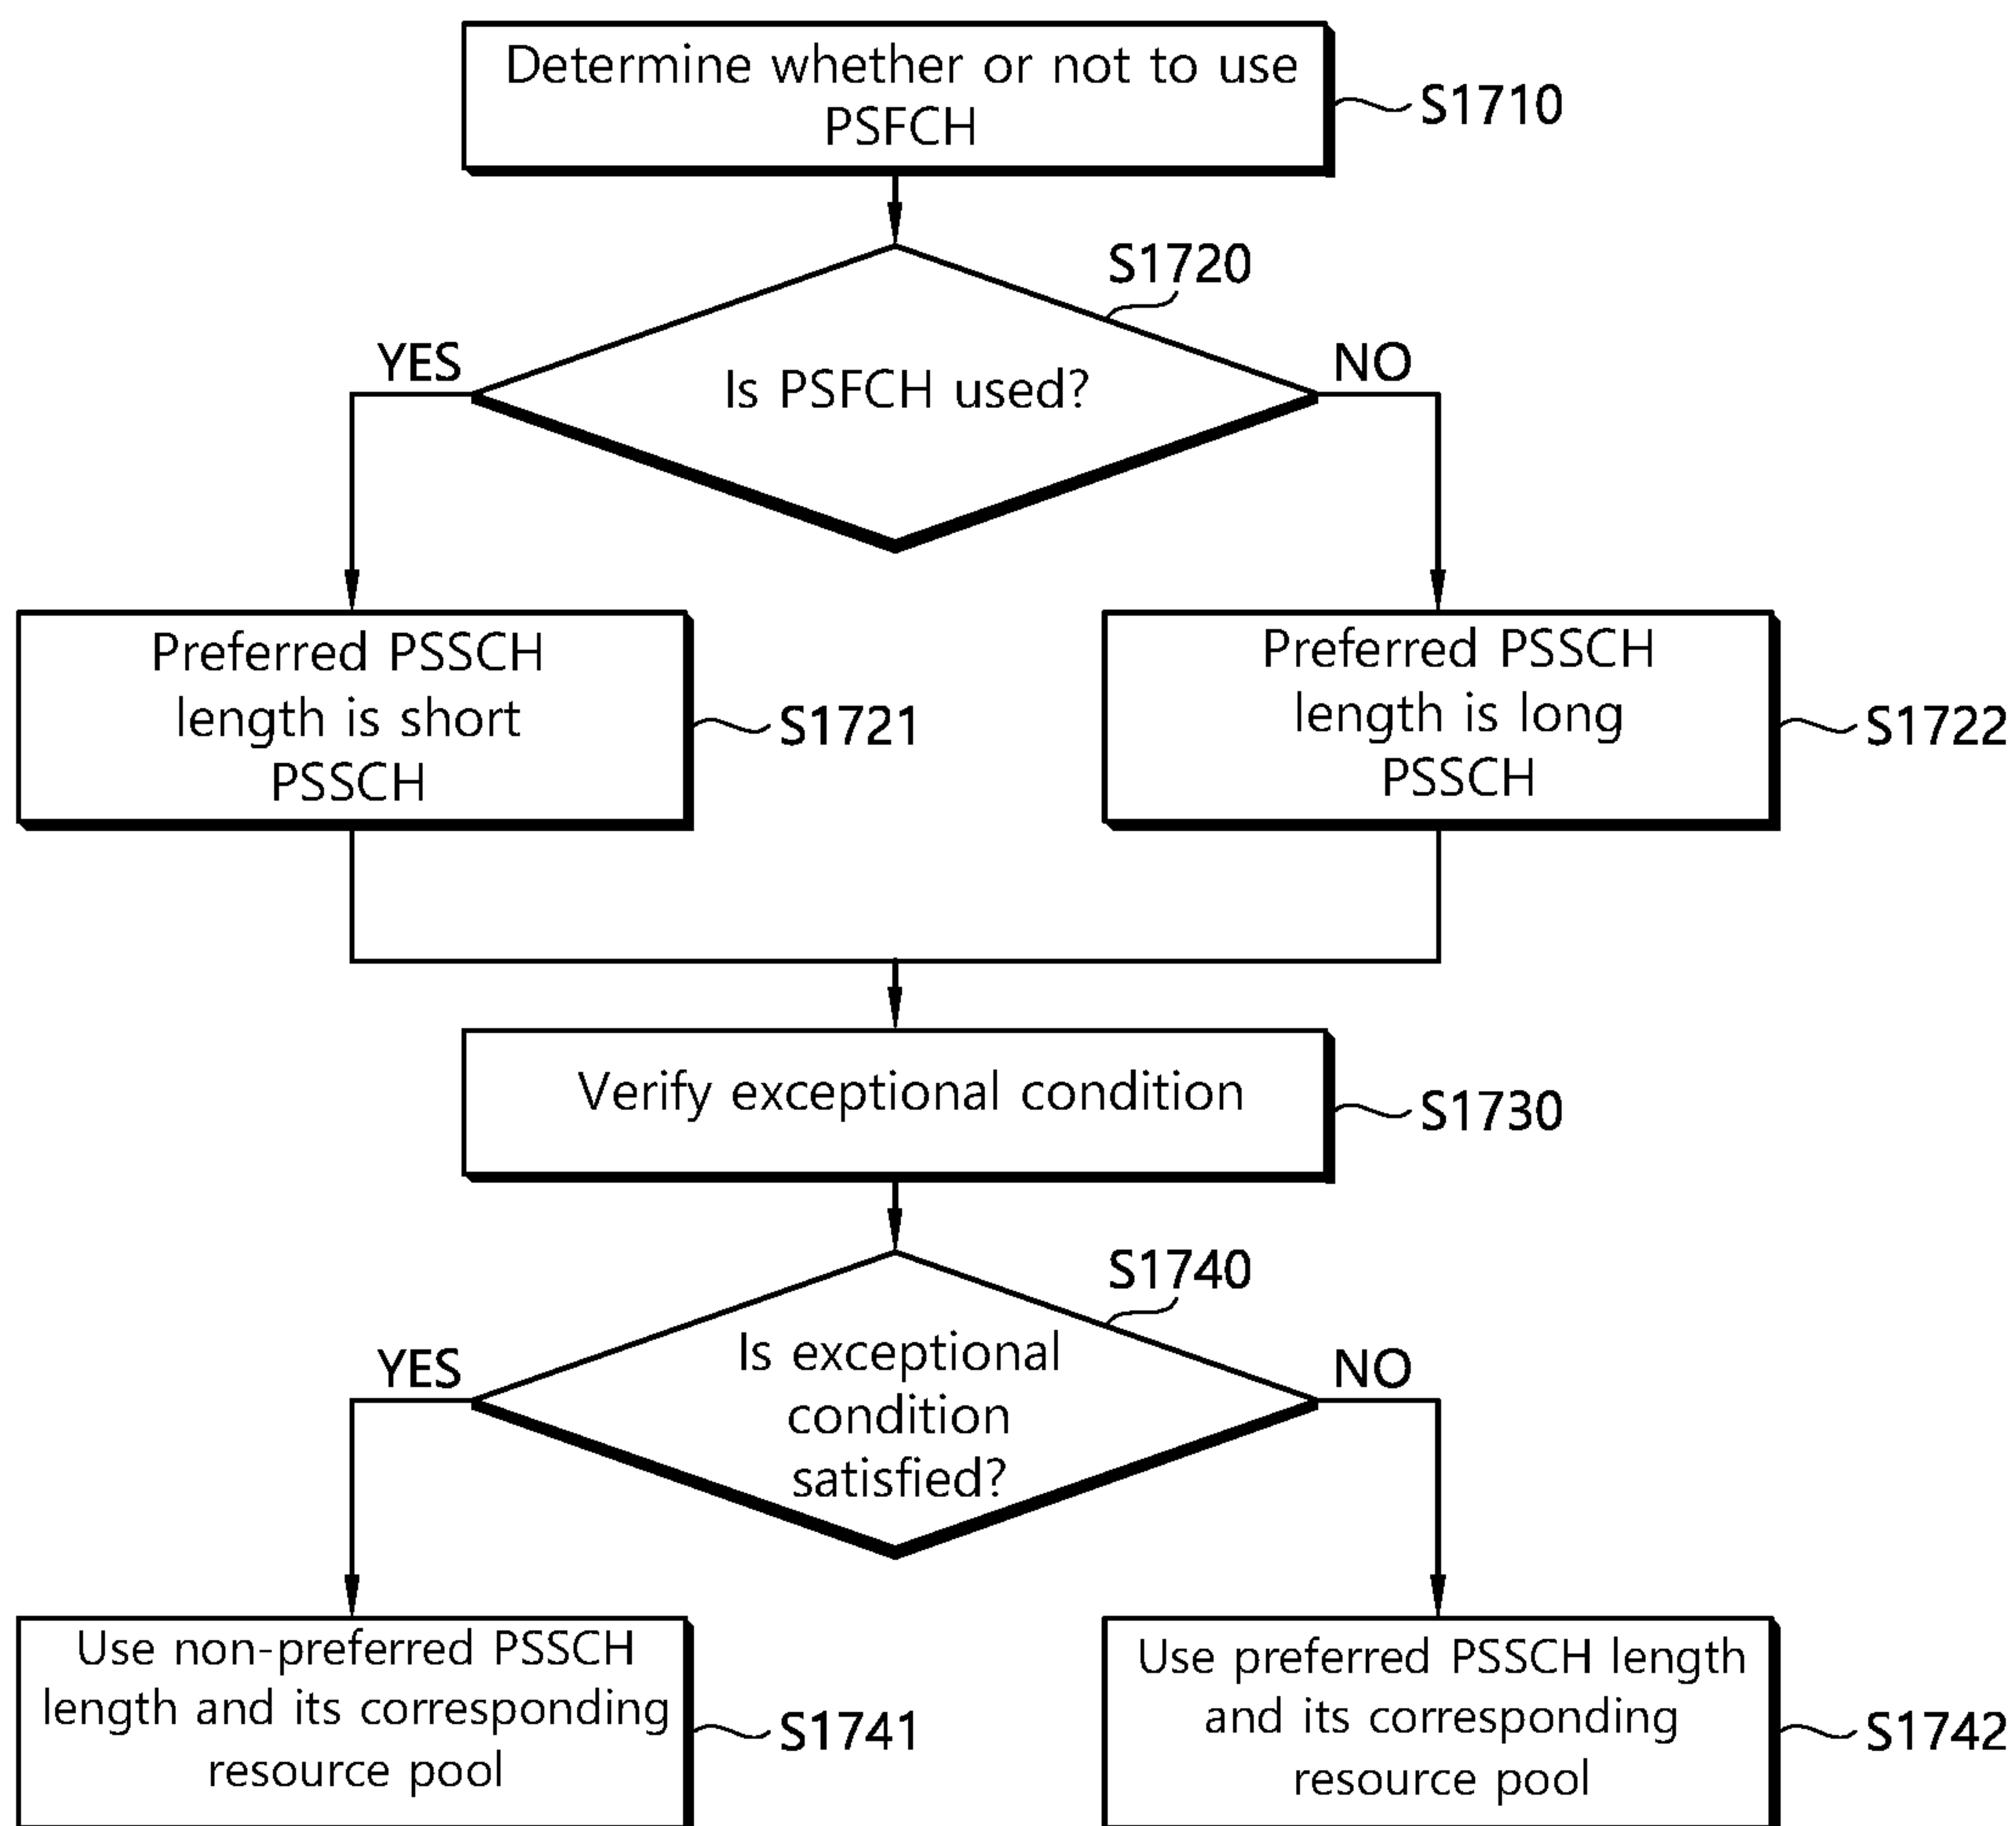 Determine whether or not to use
PSFCH
S1710
S1720
YES
NO
Is PSFCH used?
Preferred PSSCH
length is short
PSSCH
S1721
Preferred PSSCH
length is long
PSSCH
S1722
Verify exceptional condition
S1730
S1740
YES
NO
Is exceptional
condition
satisfied?
Use non-preferred PSSCH
length and its corresponding
resource pool
S1741
Use preferred PSSCH length
and its corresponding
resource pool
S1742